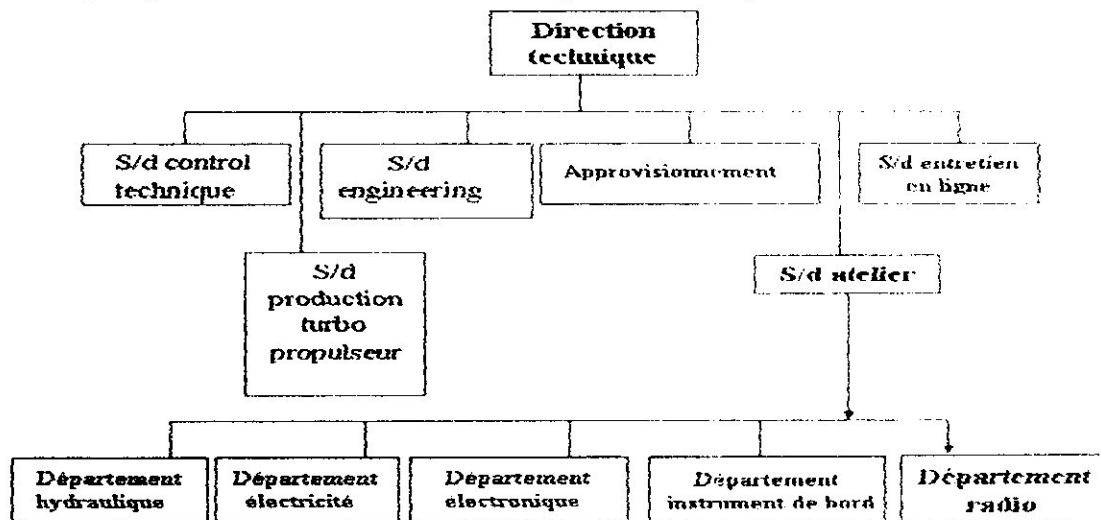 Direction
technique
S/d control
technique
S/d
engineering
Approvisionnement
S/d entretien
en ligne
S/d
production
turbo
propulseur
S/d atelier
Département
hydraulique
Département
électricité
Département
électronique
Département
instrument de bord
Département
radio